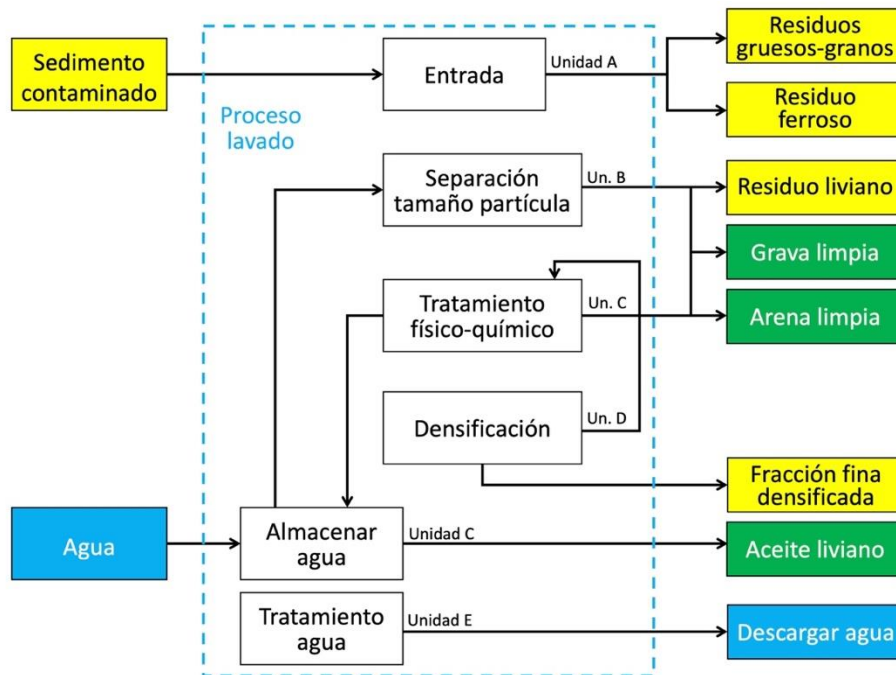 Residuos
gruesos-granos
Sedimento
contaminado
Entrada
Unidad A
Residuo
ferroso
Proceso
lavado
Separación
tamaño partícula
Un. B
Residuo liviano
Grava limpia
Tratamiento
físico-químico
Un. C
Arena limpia
Densificación
Un. D
Fracción fina
densificada
Agua
Almacenar
agua
Unidad C
Aceite liviano
Tratamiento
agua
Unidad E
Descargar agua